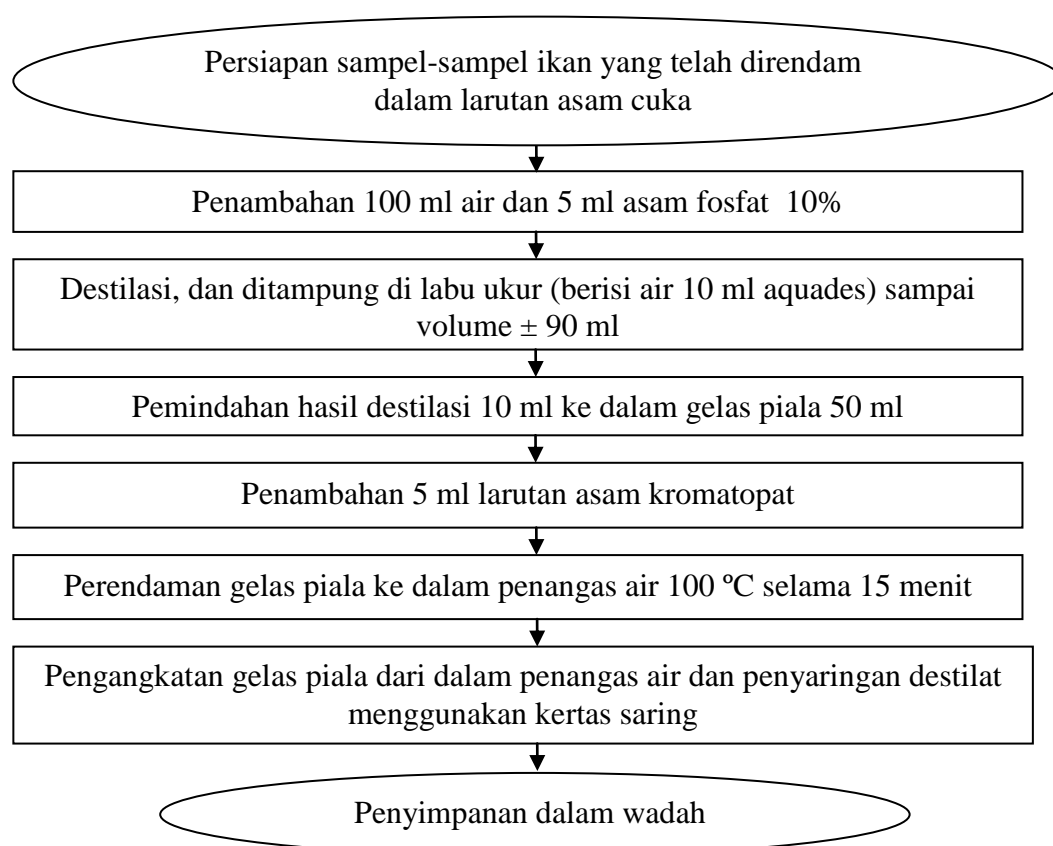 Persiapan sampel-sampel ikan yang telah direndam
dalam larutan asam cuka
Penambahan 100 ml air dan 5 ml asam fosfat  10%
Destilasi, dan ditampung di labu ukur (berisi air 10 ml aquades) sampai
volume ± 90 ml
Pemindahan hasil destilasi 10 ml ke dalam gelas piala 50 ml
Penambahan 5 ml larutan asam kromatopat
Perendaman gelas piala ke dalam penangas air 100 ºC selama 15 menit
Pengangkatan gelas piala dari dalam penangas air dan penyaringan destilat
menggunakan kertas saring
Penyimpanan dalam wadah